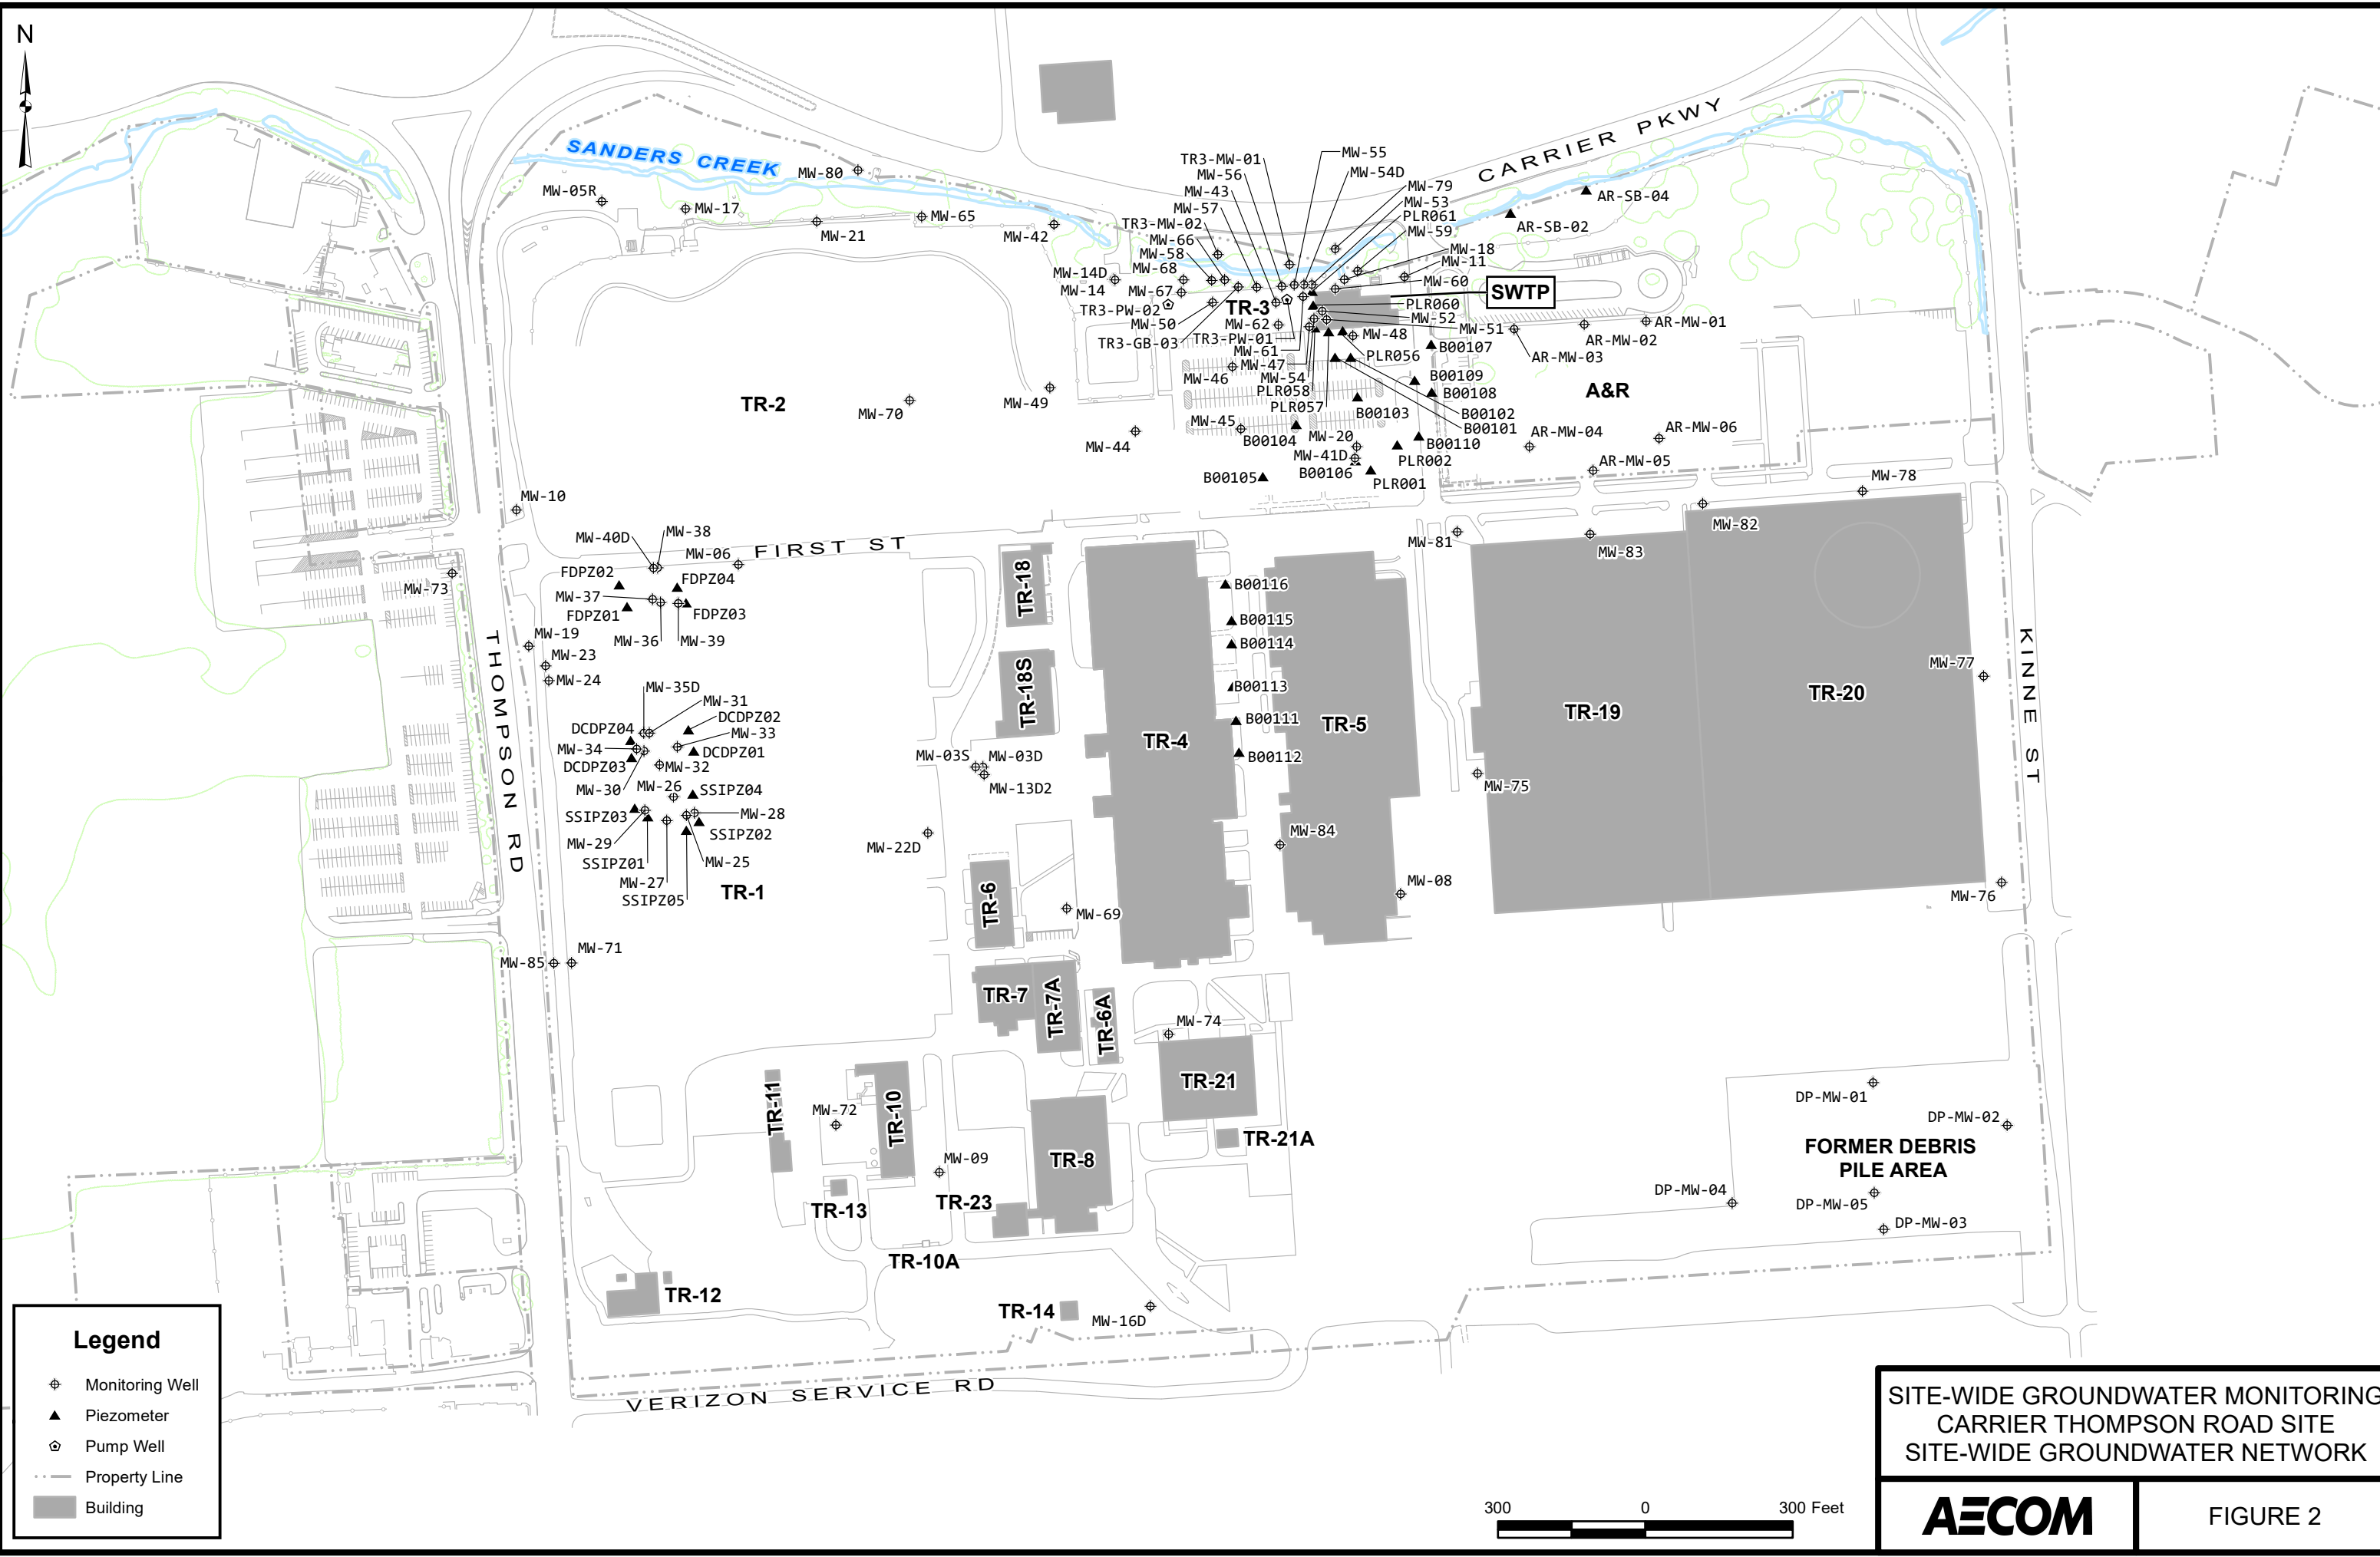 N
SANDERS CREEK
CARRIER PKWY
MW-80
MW-05R
MW-17
MW-21
MW-65
MW-42
TR3-MW-01
MW-56
MW-43
MW-57
TR3-MW-02
MW-66
MW-58
MW-68
MW-14D
MW-14
MW-67
TR3-PW-02
MW-50
TR3-GB-03
MW-55
MW-54D
MW-79
MW-53
PLR061
MW-59
MW-18
MW-11
MW-60
SWTP
TR-3
PLR060
MW-52
MW-51
MW-62
TR3-PW-01
MW-61
MW-47
MW-46
MW-54
PLR058
PLR057
MW-48
PLR056
B00107
B00109
B00108
B00103
B00102
B00101
MW-45
B00104
MW-20
MW-41D
B00106
B00105
B00110
PLR002
PLR001
AR-SB-04
AR-SB-02
AR-MW-01
AR-MW-02
AR-MW-03
A&R
AR-MW-04
AR-MW-06
AR-MW-05
TR-2
MW-70
MW-49
MW-44
MW-10
MW-78
MW-82
MW-81
MW-83
FIRST ST
MW-40D
MW-38
MW-06
FDPZ02
FDPZ04
MW-37
FDPZ01
FDPZ03
MW-36
MW-39
MW-73
MW-19
MW-23
MW-24
THOMPSON RD
MW-35D
MW-31
DCDPZ02
DCDPZ04
MW-33
MW-34
DCDPZ01
DCDPZ03
MW-32
MW-30
MW-26
SSIPZ04
SSIPZ03
MW-28
SSIPZ02
MW-29
SSIPZ01
MW-25
MW-27
SSIPZ05
TR-1
MW-85
MW-71
TR-18
TR-18S
MW-03S
MW-03D
MW-13D2
MW-22D
TR-6
MW-69
TR-4
B00116
B00115
B00114
B00113
B00111
B00112
TR-5
MW-84
MW-08
MW-75
TR-19
TR-20
MW-77
MW-76
KINNE ST
TR-7
TR-7A
TR-6A
MW-74
TR-21
TR-21A
TR-11
MW-72
TR-10
MW-09
TR-8
TR-13
TR-23
TR-10A
TR-12
TR-14
MW-16D
VERIZON SERVICE RD
DP-MW-01
DP-MW-02
FORMER DEBRIS
PILE AREA
DP-MW-04
DP-MW-05
DP-MW-03
Legend
Monitoring Well
Piezometer
Pump Well
Property Line
Building
300 0 300 Feet
SITE-WIDE GROUNDWATER MONITORING
CARRIER THOMPSON ROAD SITE
SITE-WIDE GROUNDWATER NETWORK
AECOM
FIGURE 2